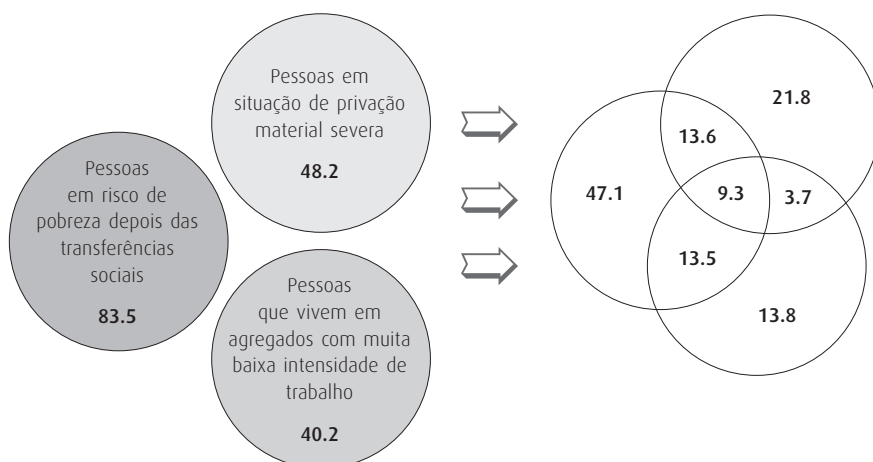 Pessoas em
situação de privação
material severa
48.2
Pessoas
em risco de
pobreza depois das
transferências
sociais
83.5
Pessoas
que vivem em
agregados com muita
baixa intensidade de
trabalho
40.2
21.8
13.6
47.1
9.3
3.7
13.5
13.8